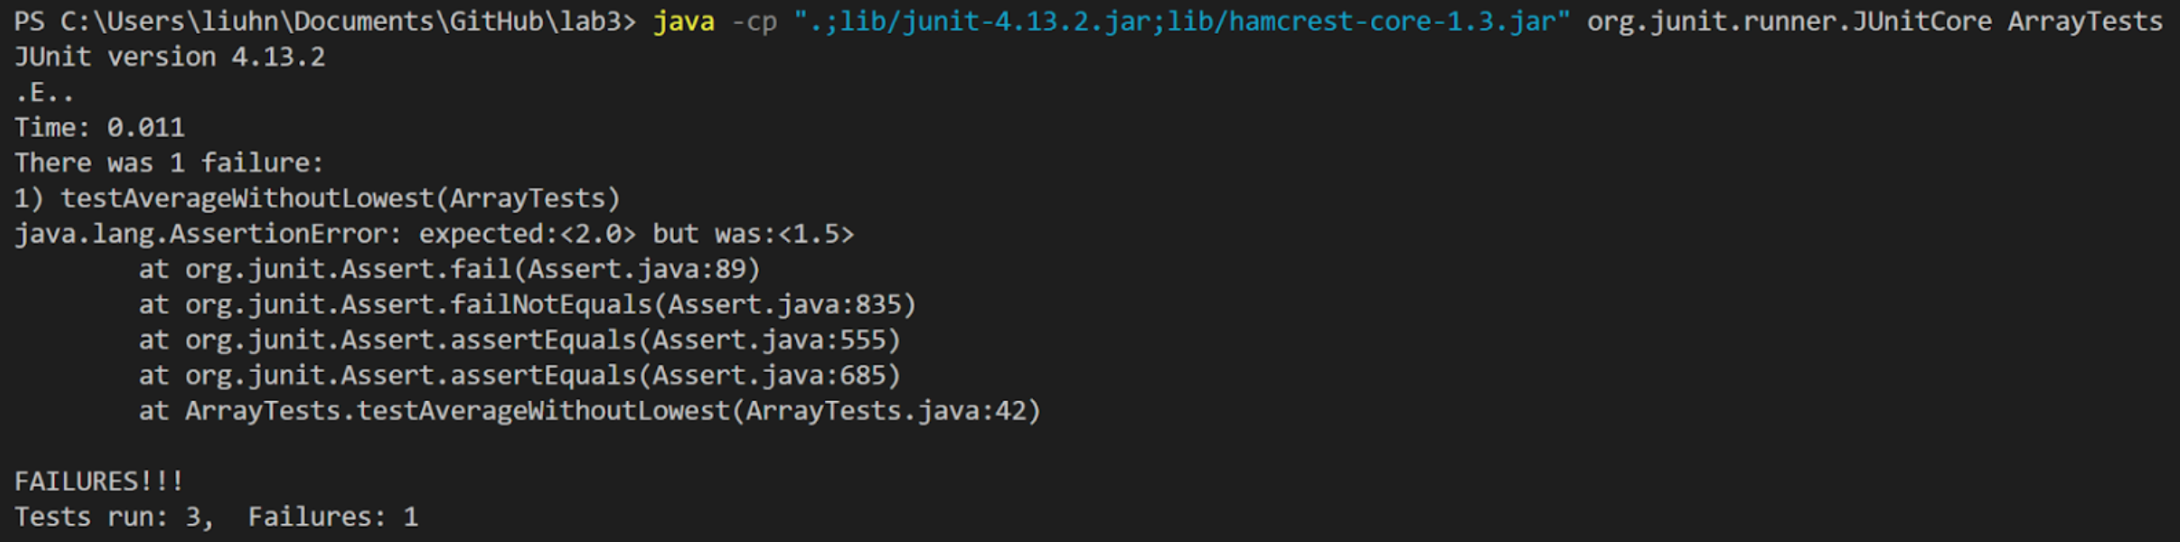 PS C:\Users\liuhn\Documents\GitHub\lab3> java -cp ".;lib/junit-4.13.2.jar;lib/hamcrest-core-1.3.jar" org.junit.runner.JUnitCore ArrayTests
JUnit version 4.13.2
.E..
Time: 0.011
There was 1 failure:
1) testAverageWithoutLowest(ArrayTests)
java.lang.AssertionError: expected:<2.0> but was:<1.5>
        at org.junit.Assert.fail(Assert.java:89)
        at org.junit.Assert.failNotEquals(Assert.java:835)
        at org.junit.Assert.assertEquals(Assert.java:555)
        at org.junit.Assert.assertEquals(Assert.java:685)
        at ArrayTests.testAverageWithoutLowest(ArrayTests.java:42)

FAILURES!!!
Tests run: 3,  Failures: 1